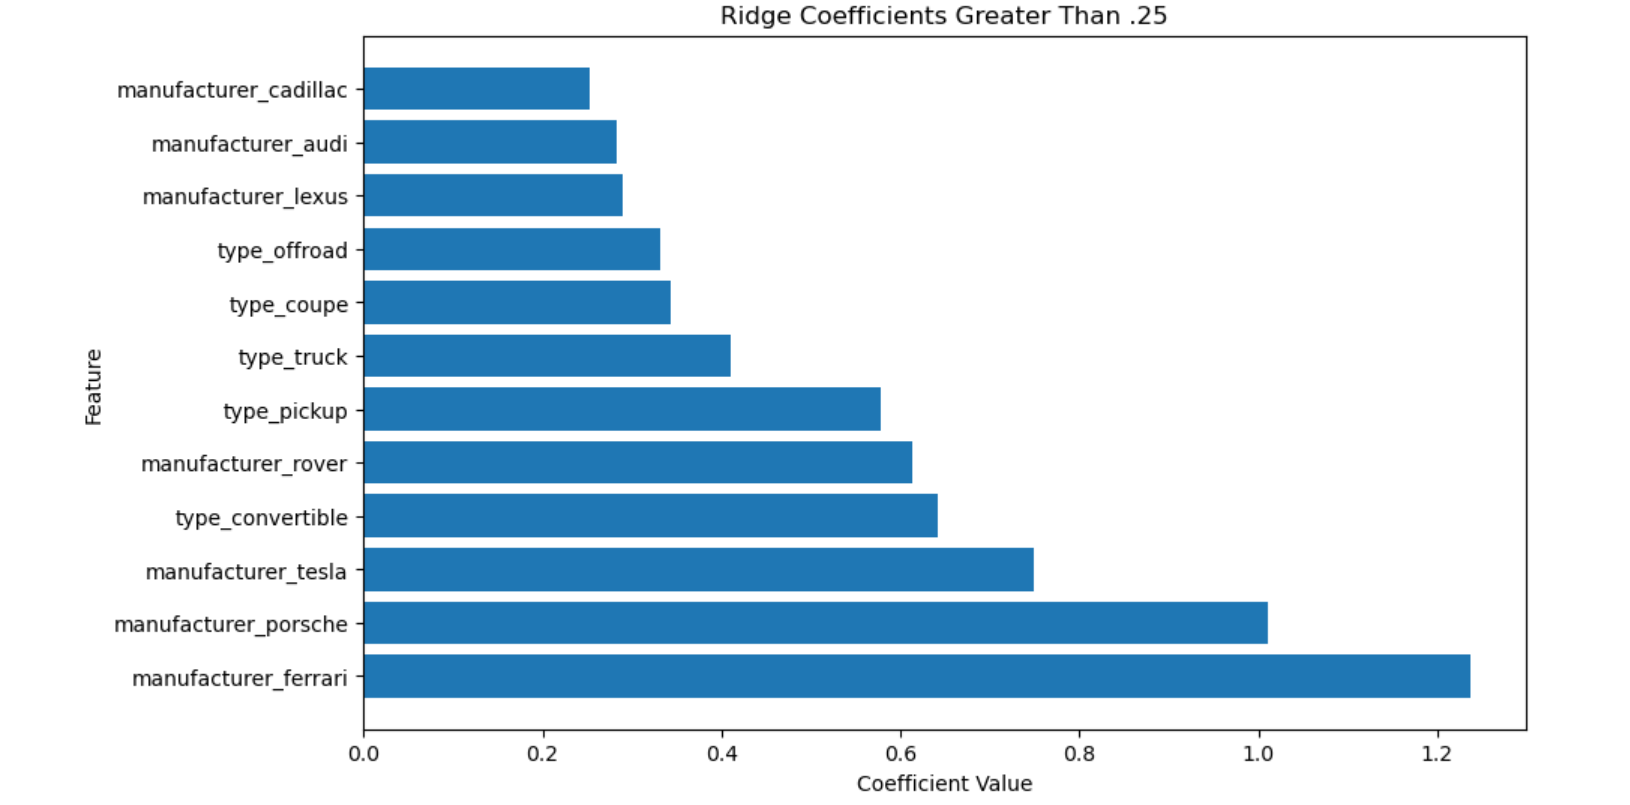 Ridge Coefficients Greater Than .25
manufacturer_cadillac
manufacturer_audi
manufacturer_lexus
type_offroad
type_coupe
type_truck
type_pickup
manufacturer_rover
type_convertible
manufacturer_tesla
manufacturer_porsche
manufacturer_ferrari
Feature
0.0 0.2 0.4 0.6 0.8 1.0 1.2
Coefficient Value